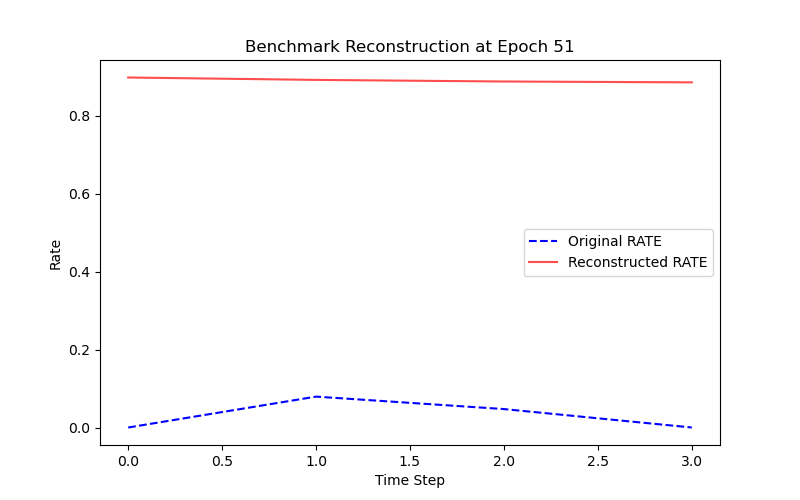 Benchmark Reconstruction at Epoch 51
Rate
0.8
0.6
0.4
0.2
0.0
Original RATE
Reconstructed RATE
0.0 0.5 1.0 1.5 2.0 2.5 3.0
Time Step